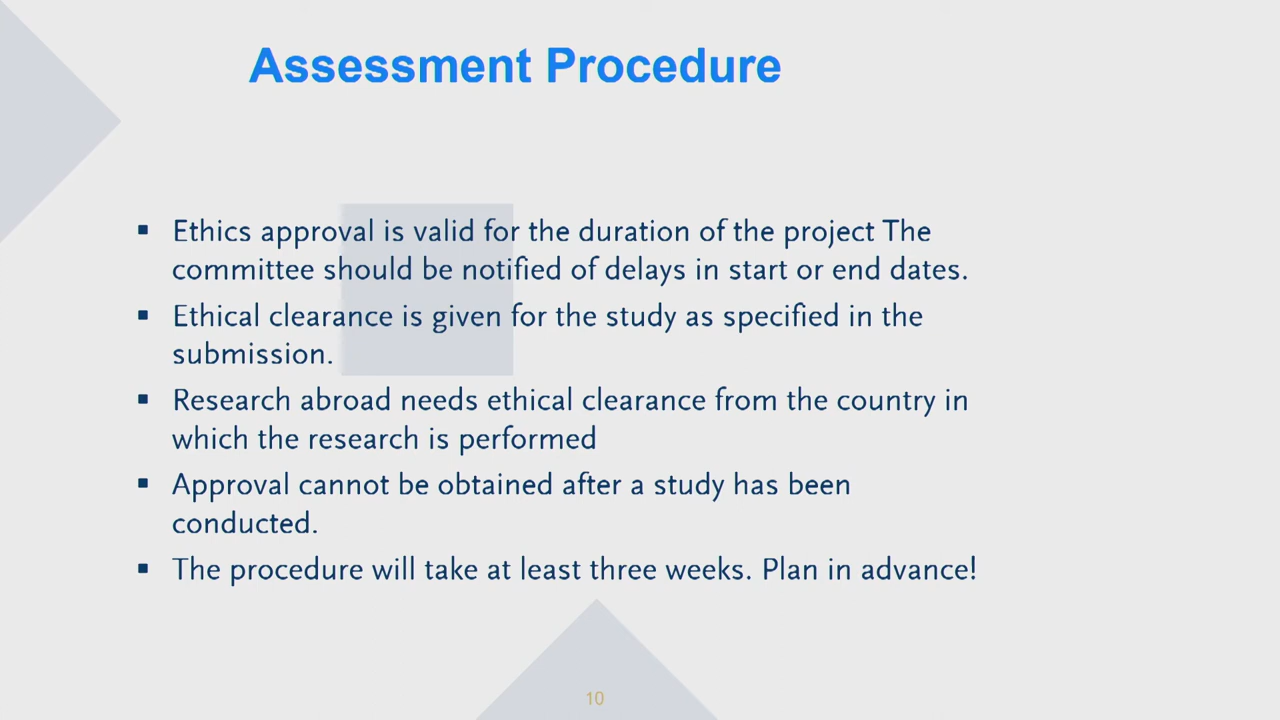 Assessment Procedure
▪ Ethics approval is valid for the duration of the project The
committee should be notified of delays in start or end dates.
▪ Ethical clearance is given for the study as specified in the
submission.
▪ Research abroad needs ethical clearance from the country in
which the research is performed
▪ Approval cannot be obtained after a study has been
conducted.
▪ The procedure will take at least three weeks. Plan in advance!
10